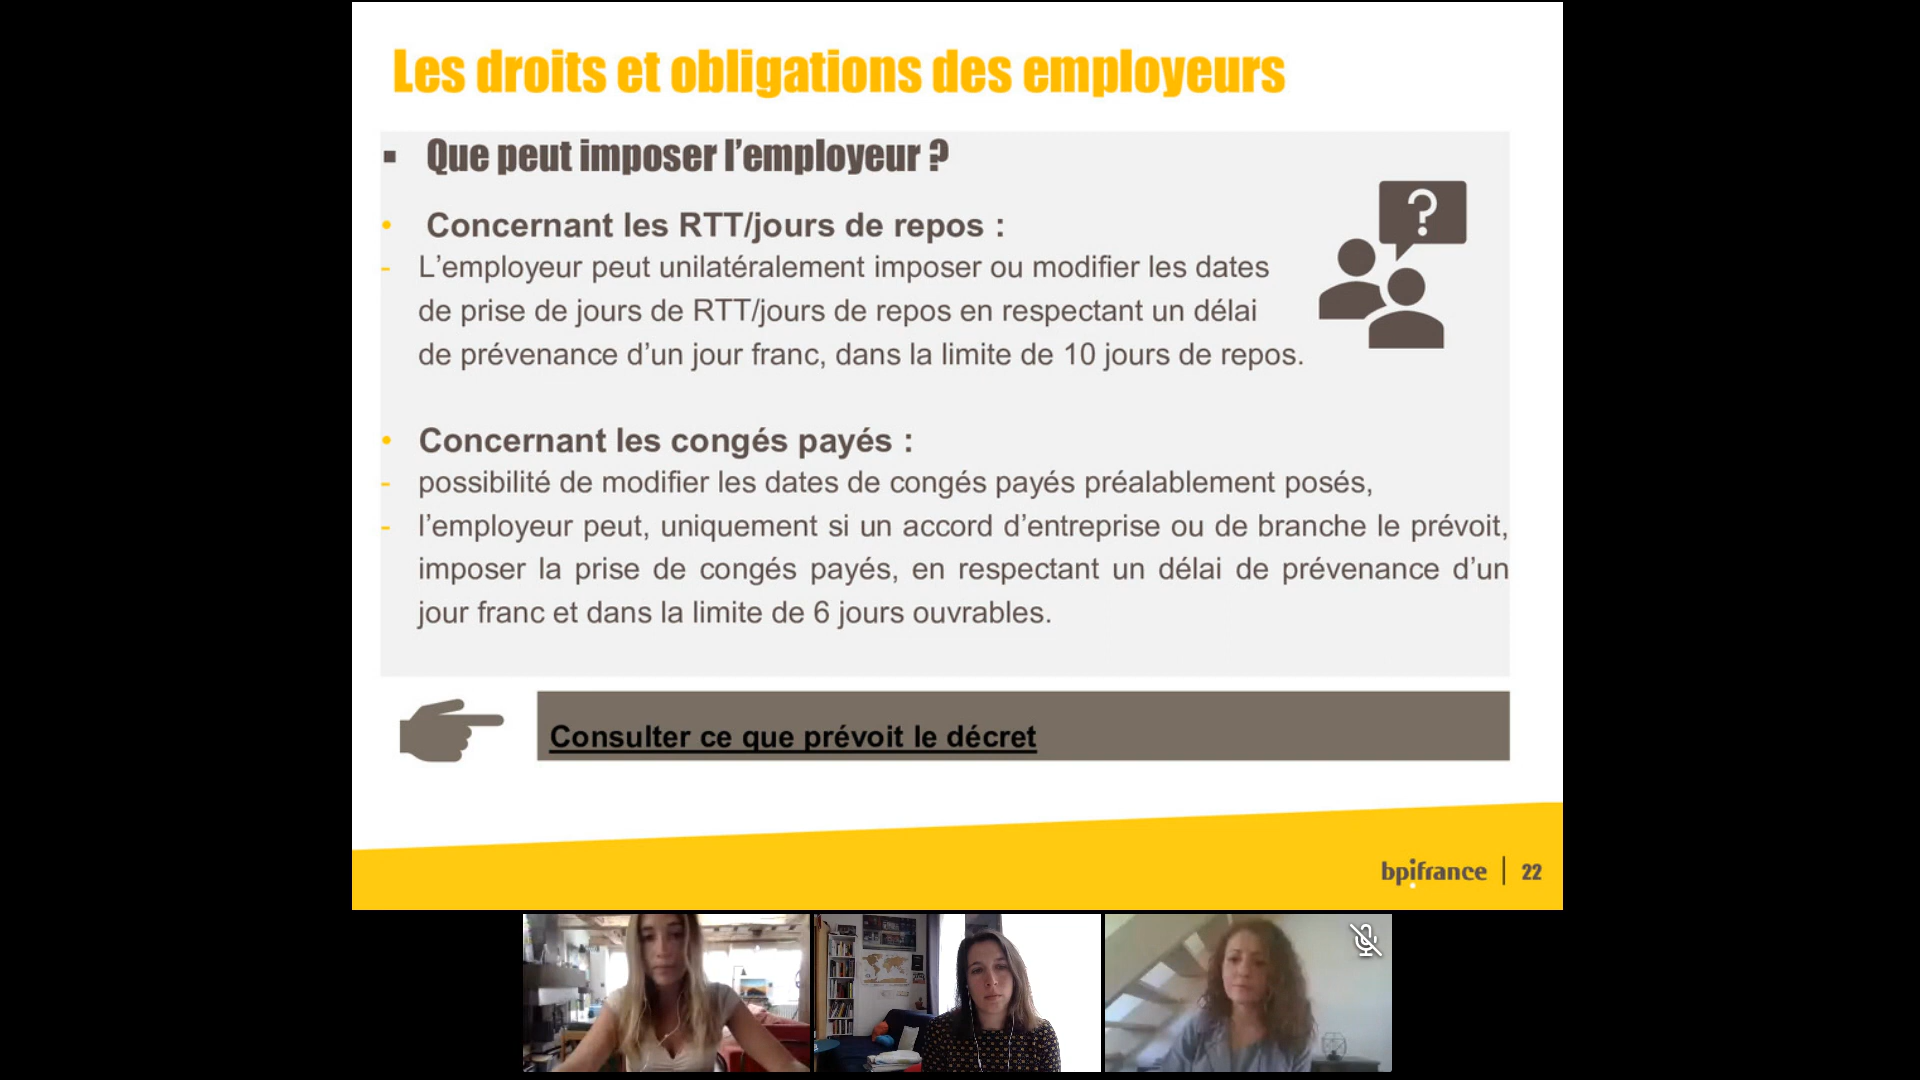 Les droits et obligations des employeurs
▪ Que peut imposer l’employeur ?
?
• Concernant les RTT/jours de repos :
- L’employeur peut unilatéralement imposer ou modifier les dates
de prise de jours de RTT/jours de repos en respectant un délai
de prévenance d’un jour franc, dans la limite de 10 jours de repos.
• Concernant les congés payés :
- possibilité de modifier les dates de congés payés préalablement posés,
- l’employeur peut, uniquement si un accord d’entreprise ou de branche le prévoit,
imposer la prise de congés payés, en respectant un délai de prévenance d’un
jour franc et dans la limite de 6 jours ouvrables.
Consulter ce que prévoit le décret
bpifrance | 22